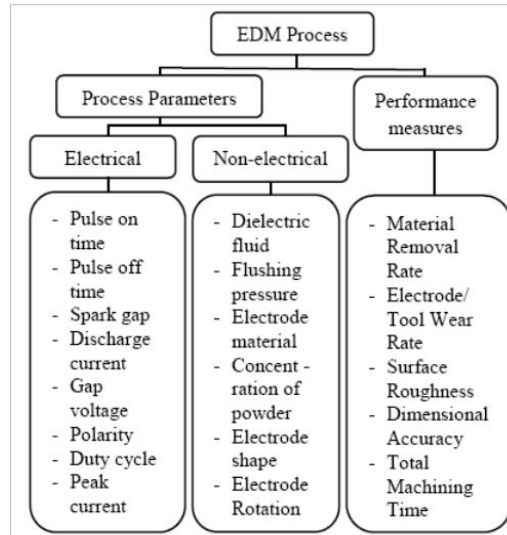 EDM Process
Process Parameters
Performance
measures
Electrical
Non-electrical
- Pulse on
time
- Pulse off
time
- Spark gap
- Discharge
current
- Gap
voltage
- Polarity
- Duty cycle
- Peak
current
- Dielectric
fluid
- Flushing
pressure
- Electrode
material
- Concent -
ration of
powder
- Electrode
shape
- Electrode
Rotation
- Material
Removal
Rate
- Electrode/
Tool Wear
Rate
- Surface
Roughness
- Dimensional
Accuracy
- Total
Machining
Time